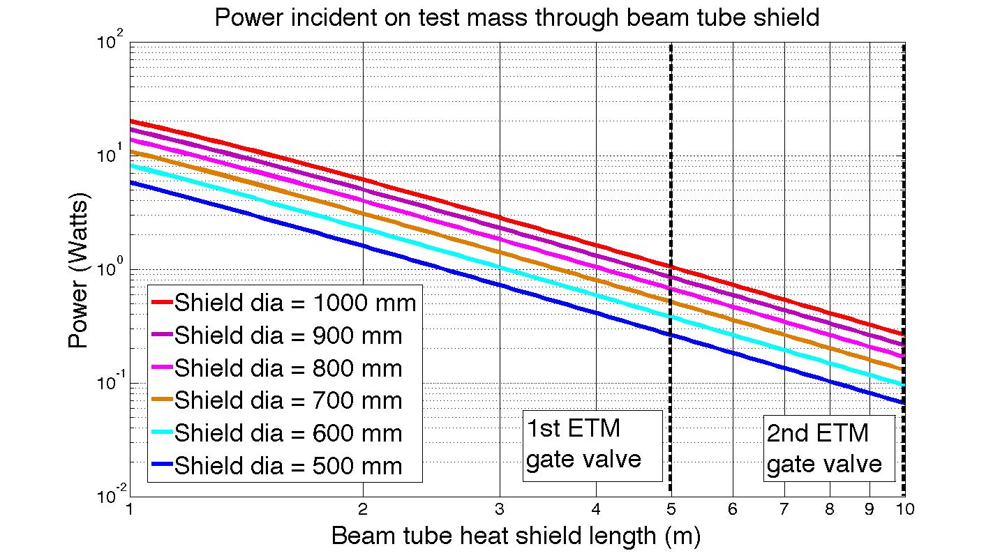 Power incident on test mass through beam tube shield
Power (Watts)
10^2
10^1
10^0
10^-1
10^-2
Shield dia = 1000 mm
Shield dia = 900 mm
Shield dia = 800 mm
Shield dia = 700 mm
Shield dia = 600 mm
Shield dia = 500 mm
1st ETM
gate valve
2nd ETM
gate valve
1 2 3 4 5 6 7 8 9 10
Beam tube heat shield length (m)